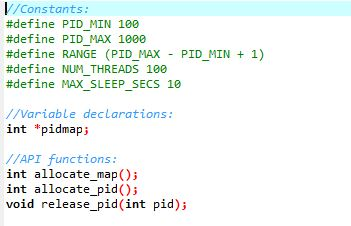 //Constants:
#define PID_MIN 100
#define PID_MAX 1000
#define RANGE (PID_MAX - PID_MIN + 1)
#define NUM_THREADS 100
#define MAX_SLEEP_SECS 10

//Variable declarations:
int *pidmap;

//API functions:
int allocate_map();
int allocate_pid();
void release_pid(int pid);